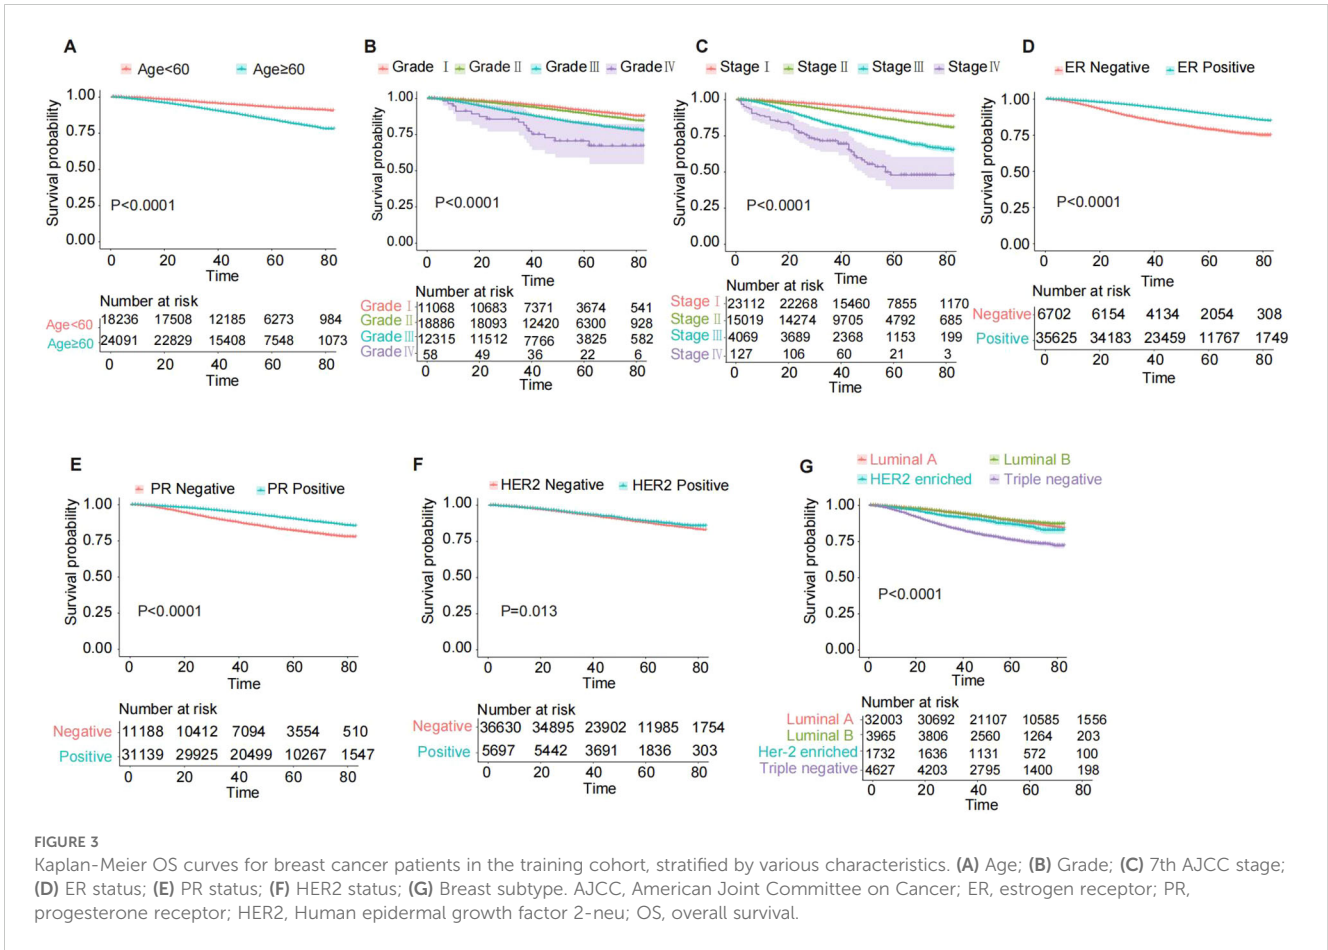 A
Age<60 Age≥60
Survival probability
1.00
0.75
0.50
0.25
0.00
P<0.0001
0 20 40 60 80
Time
Number at risk
Age<60 18236 17508 12185 6273 984
Age≥60 24091 22829 15408 7548 1073
0 20 40 60 80
Time
B
Grade Ⅰ Grade Ⅱ Grade Ⅲ Grade Ⅳ
Survival probability
1.00
0.75
0.50
0.25
0.00
P<0.0001
0 20 40 60 80
Time
Number at risk
Grade Ⅰ 11068 10683 7371 3674 541
Grade Ⅱ 18886 18093 12420 6300 928
Grade Ⅲ 12315 11512 7766 3825 582
Grade Ⅳ 58 49 36 22 6
0 20 40 60 80
Time
C
Stage Ⅰ Stage Ⅱ Stage Ⅲ Stage Ⅳ
Survival probability
1.00
0.75
0.50
0.25
0.00
P<0.0001
0 20 40 60 80
Time
Number at risk
Stage Ⅰ 23112 22268 15460 7855 1170
Stage Ⅱ 15019 14274 9705 4792 685
Stage Ⅲ 4069 3689 2368 1153 199
Stage Ⅳ 127 106 60 21 3
0 20 40 60 80
Time
D
ER Negative ER Positive
Survival probability
1.00
0.75
0.50
0.25
0.00
P<0.0001
0 20 40 60 80
Time
Number at risk
Negative 6702 6154 4134 2054 308
Positive 35625 34183 23459 11767 1749
0 20 40 60 80
Time
E
PR Negative PR Positive
Survival probability
1.00
0.75
0.50
0.25
0.00
P<0.0001
0 20 40 60 80
Time
Number at risk
Negative 11188 10412 7094 3554 510
Positive 31139 29925 20499 10267 1547
0 20 40 60 80
Time
F
HER2 Negative HER2 Positive
Survival probability
1.00
0.75
0.50
0.25
0.00
P=0.013
0 20 40 60 80
Time
Number at risk
Negative 36630 34895 23902 11985 1754
Positive 5697 5442 3691 1836 303
0 20 40 60 80
Time
G
Luminal A Luminal B
HER2 enriched Triple negative
Survival probability
1.00
0.75
0.50
0.25
0.00
P<0.0001
0 20 40 60 80
Time
Number at risk
Luminal A 32003 30692 21107 10585 1556
Luminal B 3965 3806 2560 1264 203
Her-2 enriched 1732 1636 1131 572 100
Triple negative 4627 4203 2795 1400 198
0 20 40 60 80
Time
FIGURE 3
Kaplan-Meier OS curves for breast cancer patients in the training cohort, stratified by various characteristics. (A) Age; (B) Grade; (C) 7th AJCC stage;
(D) ER status; (E) PR status; (F) HER2 status; (G) Breast subtype. AJCC, American Joint Committee on Cancer; ER, estrogen receptor; PR,
progesterone receptor; HER2, Human epidermal growth factor 2-neu; OS, overall survival.